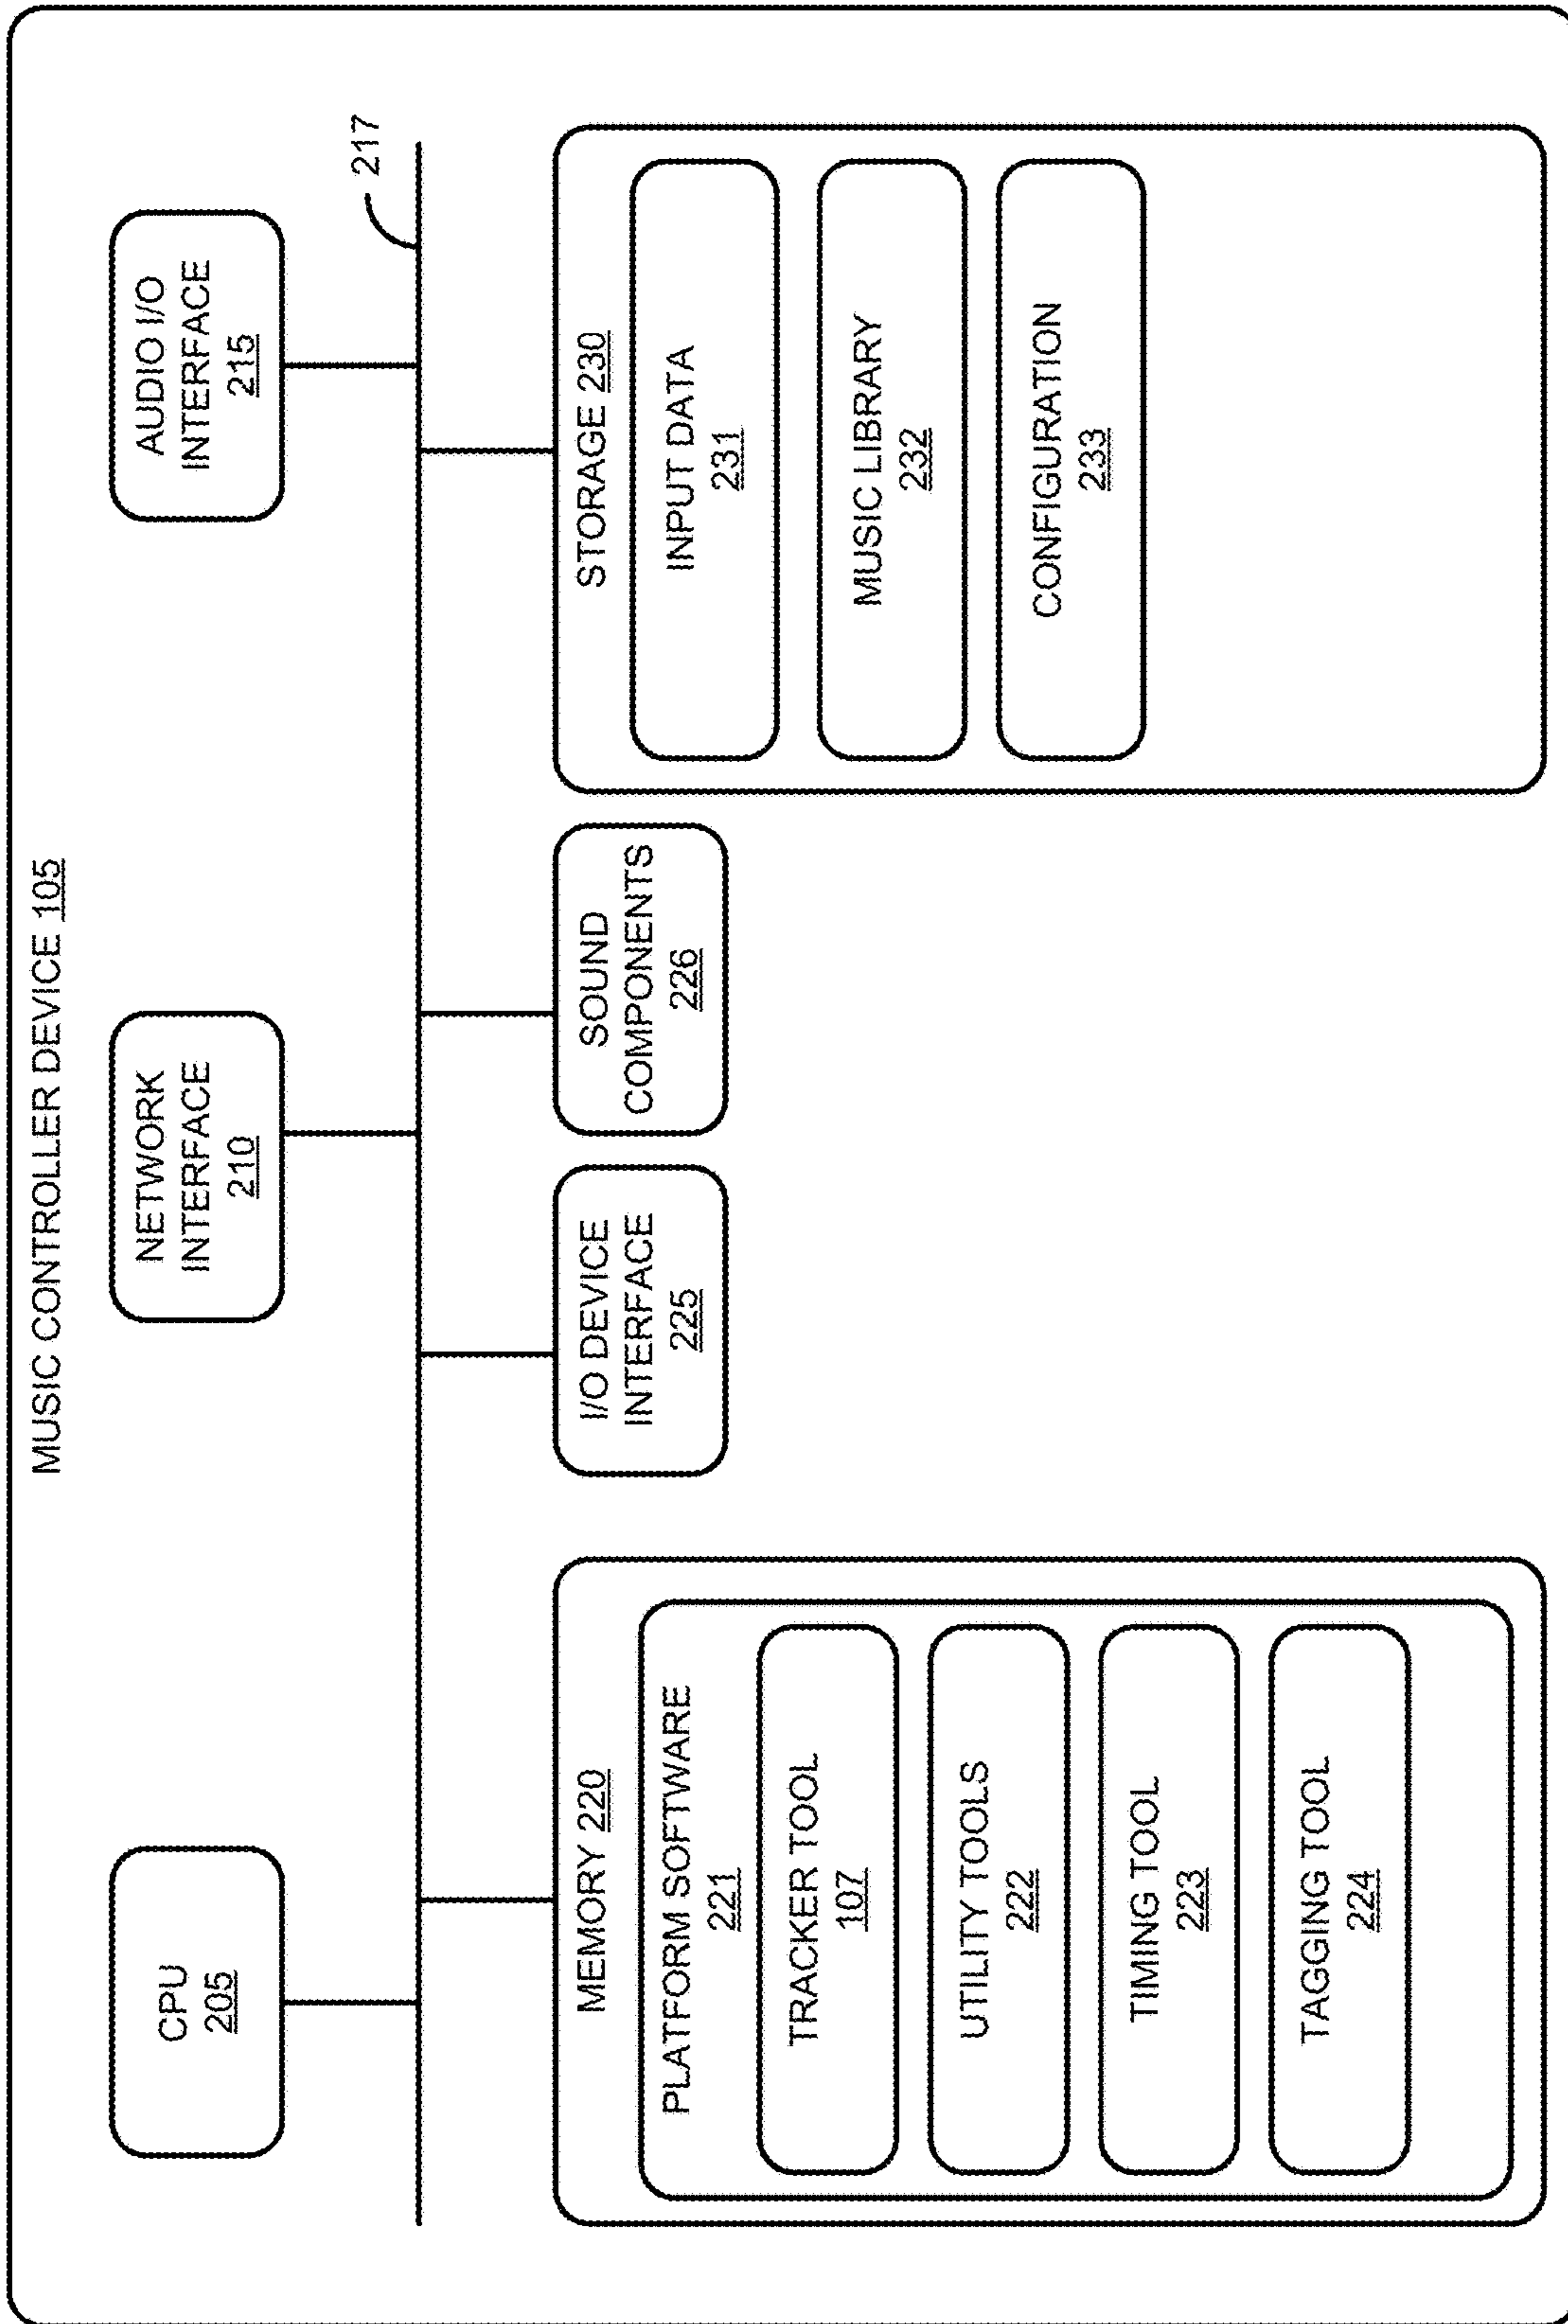 MUSIC CONTROLLER DEVICE 105
CPU
205
NETWORK
INTERFACE
210
AUDIO I/O
INTERFACE
215
217
MEMORY 220
PLATFORM SOFTWARE
221
TRACKER TOOL
107
UTILITY TOOLS
222
TIMING TOOL
223
TAGGING TOOL
224
I/O DEVICE
INTERFACE
225
SOUND
COMPONENTS
226
STORAGE 230
INPUT DATA
231
MUSIC LIBRARY
232
CONFIGURATION
233